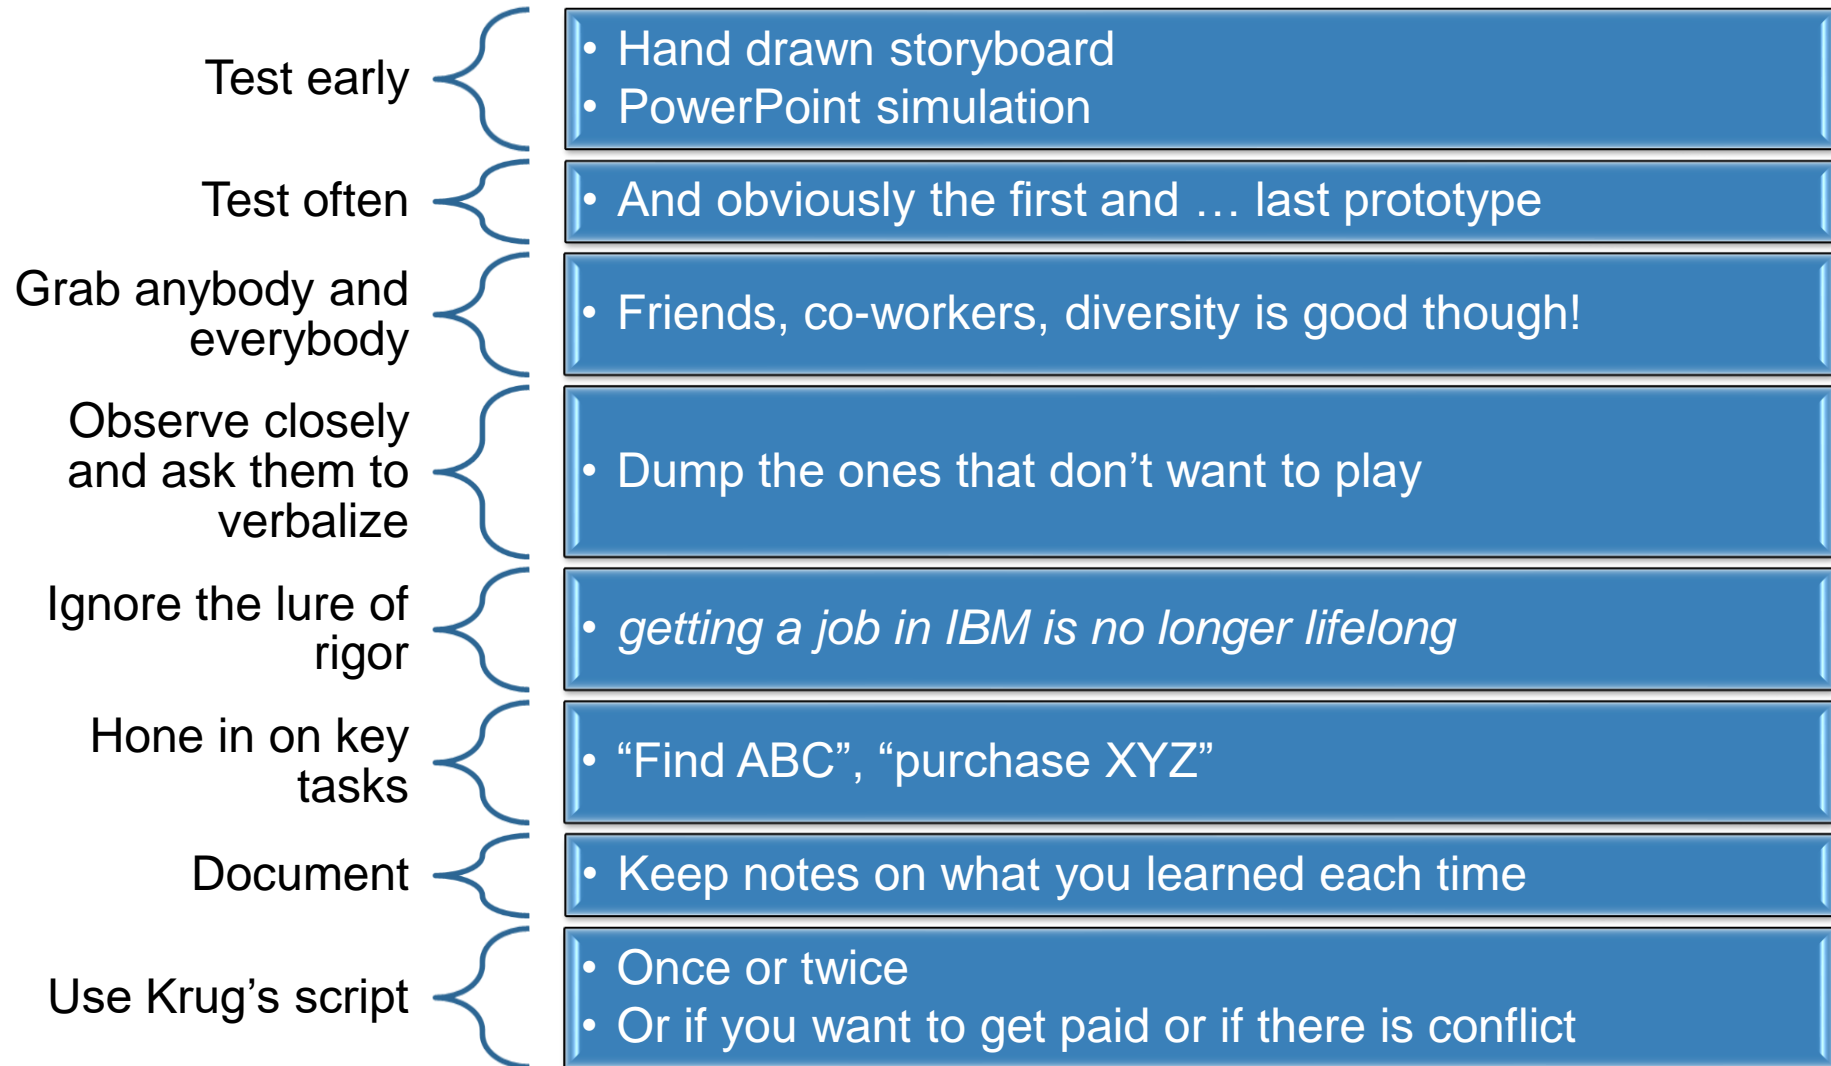 Test early
• Hand drawn storyboard
• PowerPoint simulation
Test often
• And obviously the first and … last prototype
Grab anybody and
everybody
• Friends, co-workers, diversity is good though!
Observe closely
and ask them to
verbalize
• Dump the ones that don’t want to play
Ignore the lure of
rigor
• getting a job in IBM is no longer lifelong
Hone in on key
tasks
• “Find ABC”, “purchase XYZ”
Document
• Keep notes on what you learned each time
Use Krug’s script
• Once or twice
• Or if you want to get paid or if there is conflict